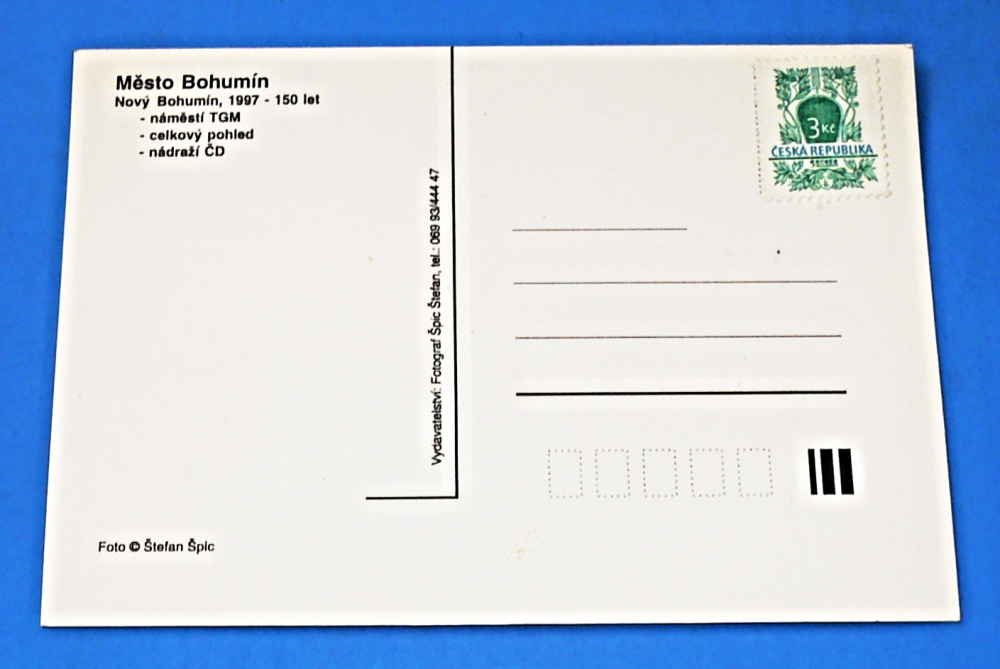 Město Bohumín
Nový Bohumín, 1997 - 150 let
- náměstí TGM
- celkový pohled
- nádraží ČD
Vydavatelství: Fotograf Špic Štefan, tel.: 069 93/444 47
Foto © Štefan Špic
3 Kč
ČESKÁ REPUBLIKA